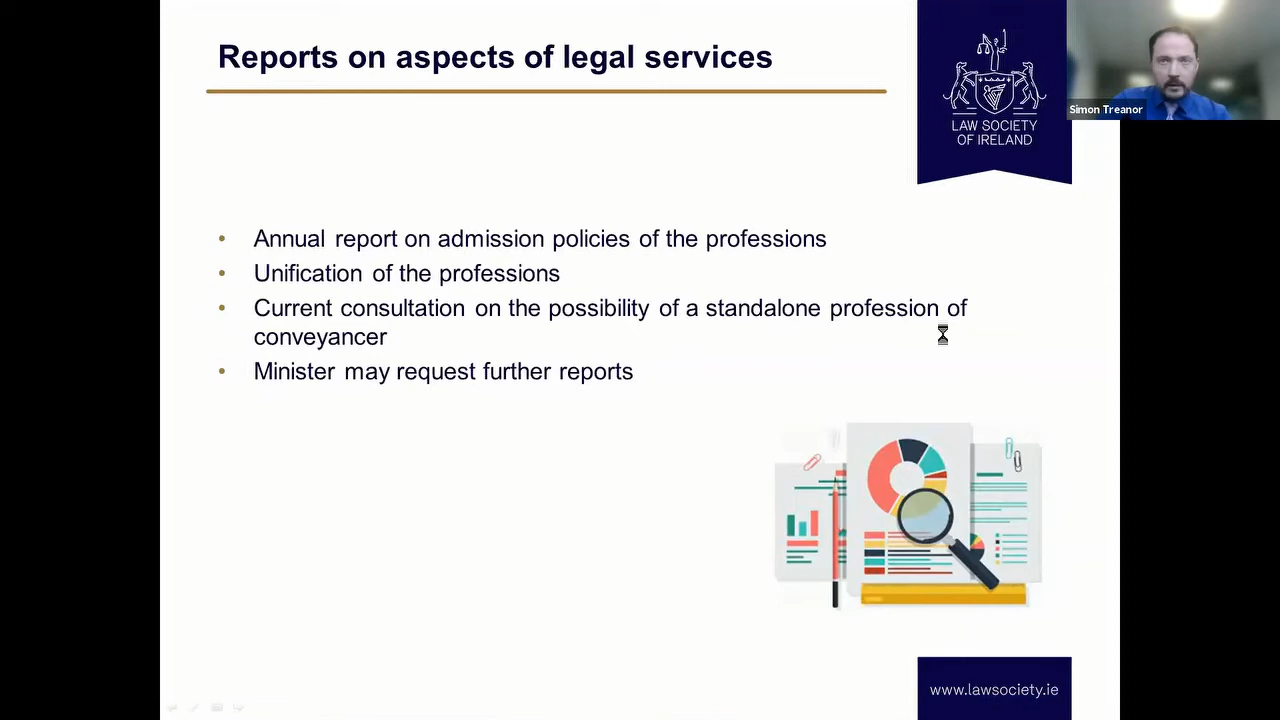 Reports on aspects of legal services
LAW SOCIETY
OF IRELAND
Simon Treanor
• Annual report on admission policies of the professions
• Unification of the professions
• Current consultation on the possibility of a standalone profession of
conveyancer
• Minister may request further reports
www.lawsociety.ie